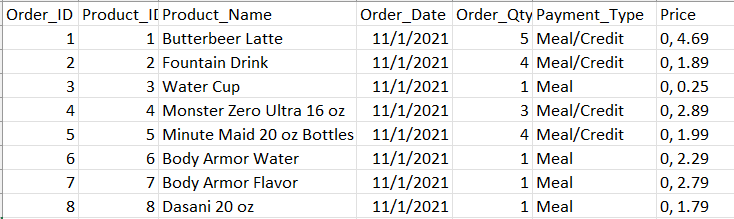 Order_ID Product_ID Product_Name Order_Date Order_Qty Payment_Type Price
1 1 Butterbeer Latte 11/1/2021 5 Meal/Credit 0, 4.69
2 2 Fountain Drink 11/1/2021 4 Meal/Credit 0, 1.89
3 3 Water Cup 11/1/2021 1 Meal 0, 0.25
4 4 Monster Zero Ultra 16 oz 11/1/2021 3 Meal/Credit 0, 2.89
5 5 Minute Maid 20 oz Bottles 11/1/2021 4 Meal/Credit 0, 1.99
6 6 Body Armor Water 11/1/2021 1 Meal 0, 2.29
7 7 Body Armor Flavor 11/1/2021 1 Meal 0, 2.79
8 8 Dasani 20 oz 11/1/2021 1 Meal 0, 1.79